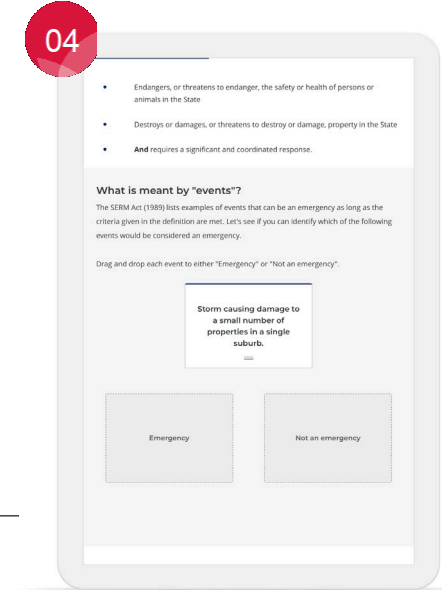 04
Endangers, or threatens to endanger, the safety or health of persons or
animals in the State
Destroys or damages, or threatens to destroy or damage, property in the State
And requires a significant and coordinated response.
What is meant by "events"?
The SERM Act (1989) lists examples of events that can be an emergency as long as the
criteria given in the definition are met. Let's see if you can identify which of the following
events would be considered an emergency.
Drag and drop each event to either "Emergency" or "Not an emergency".
Storm causing damage to
a small number of
properties in a single
suburb.
Emergency
Not an emergency